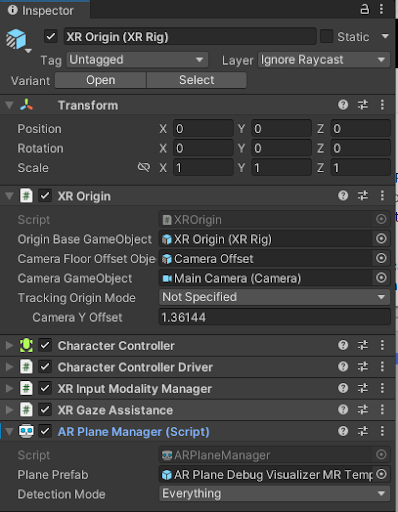 Inspector
XR Origin (XR Rig) Static
Tag Untagged Layer Ignore Raycast
Variant Open Select
Transform
Position X 0 Y 0 Z 0
Rotation X 0 Y 0 Z 0
Scale X 1 Y 1 Z 1
XR Origin
Script XROrigin
Origin Base GameObject XR Origin (XR Rig)
Camera Floor Offset Obje Camera Offset
Camera GameObject Main Camera (Camera)
Tracking Origin Mode Not Specified
Camera Y Offset 1.36144
Character Controller
Character Controller Driver
XR Input Modality Manager
XR Gaze Assistance
AR Plane Manager (Script)
Script ARPlaneManager
Plane Prefab AR Plane Debug Visualizer MR Temp
Detection Mode Everything